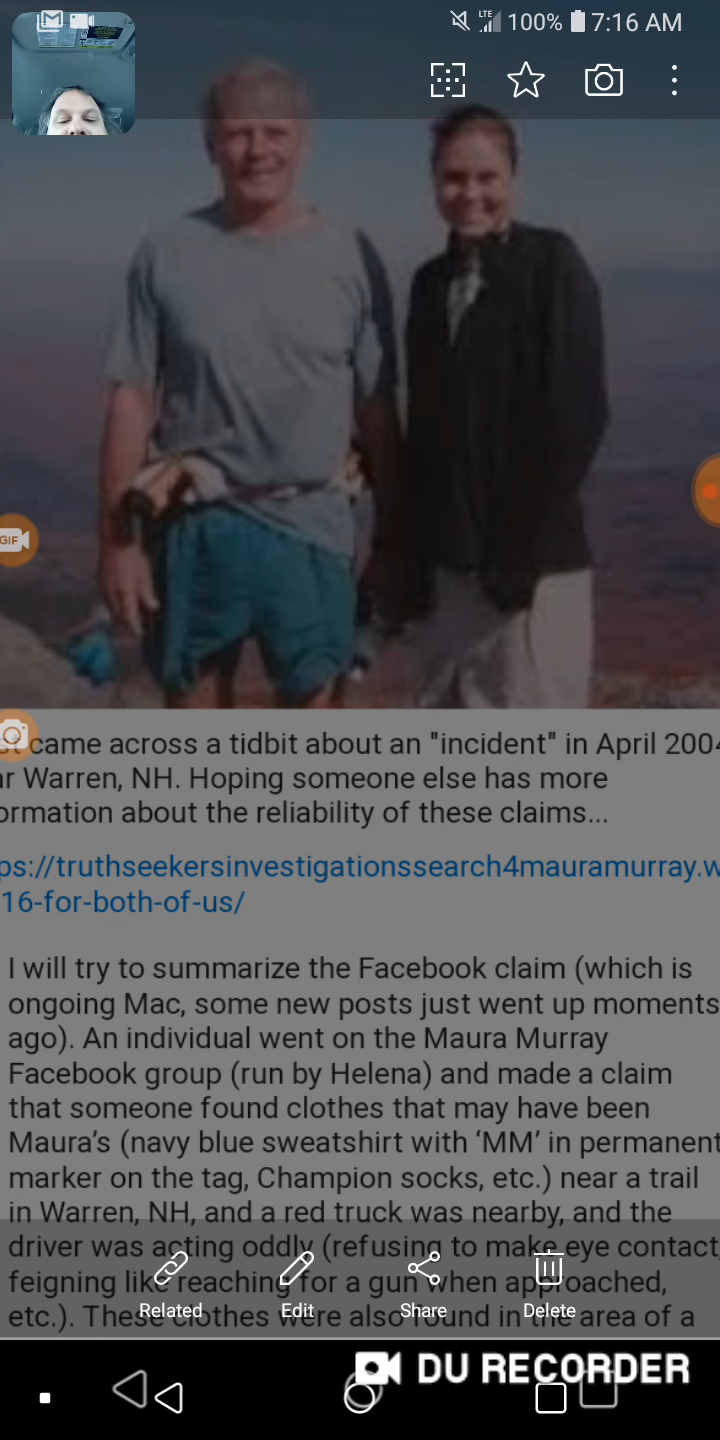 LTE 100% 7:16 AM
GIF
st came across a tidbit about an "incident" in April 2004
ar Warren, NH. Hoping someone else has more
ormation about the reliability of these claims...
ps://truthseekersinvestigationssearch4mauramurray.w
16-for-both-of-us/
I will try to summarize the Facebook claim (which is
ongoing Mac, some new posts just went up moments
ago). An individual went on the Maura Murray
Facebook group (run by Helena) and made a claim
that someone found clothes that may have been
Maura’s (navy blue sweatshirt with ‘MM’ in permanent
marker on the tag, Champion socks, etc.) near a trail
in Warren, NH, and a red truck was nearby, and the
driver was acting oddly (refusing to make eye contact,
feigning like reaching for a gun when approached,
etc.). These clothes were also found in the area of a
Related Edit Share Delete
DU RECORDER